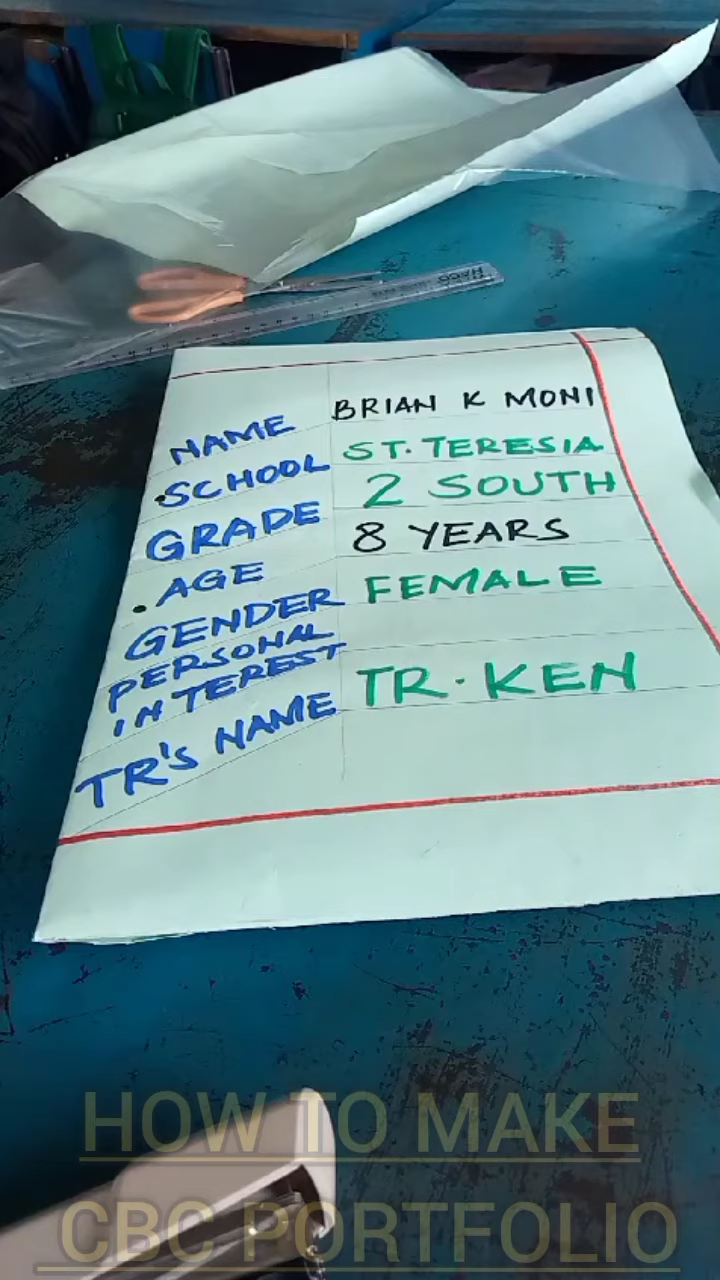 HACO
NAME BRIAN K MONI
SCHOOL ST. TERESIA
GRADE 2 SOUTH
AGE 8 YEARS
GENDER FEMALE
PERSONAL
INTEREST
TR'S NAME TR. KEN
HOW TO MAKE
CBC PORTFOLIO